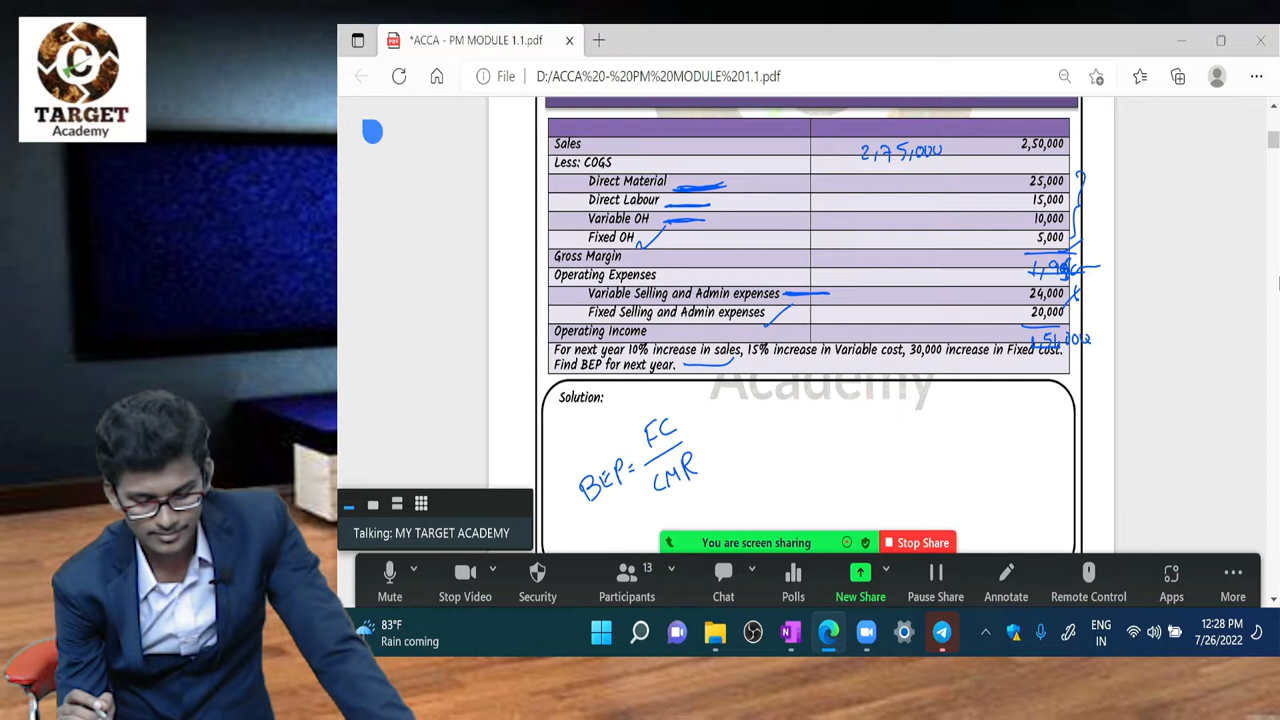 TARGET
Academy
*ACCA - PM MODULE 1.1.pdf
File
D:/ACCA%20-%20PM%20MODULE%201.1.pdf
Sales 2,75,000 2,50,000
Less: COGS
Direct Material 25,000
Direct Labour 15,000
Variable OH 10,000
Fixed OH 5,000
Gross Margin
Operating Expenses
Variable Selling and Admin expenses 24,000
Fixed Selling and Admin expenses 20,000
Operating Income
For next year 10% increase in sales, 15% increase in Variable cost, 30,000 increase in Fixed cost.
Find BEP for next year.
Academy
Solution:
BEP = FC
CMR
Talking: MY TARGET ACADEMY
You are screen sharing
Stop Share
13
Mute
Stop Video
Security
Participants
Chat
Polls
New Share
Pause Share
Annotate
Remote Control
Apps
More
83°F
Rain coming
ENG
IN
12:28 PM
7/26/2022